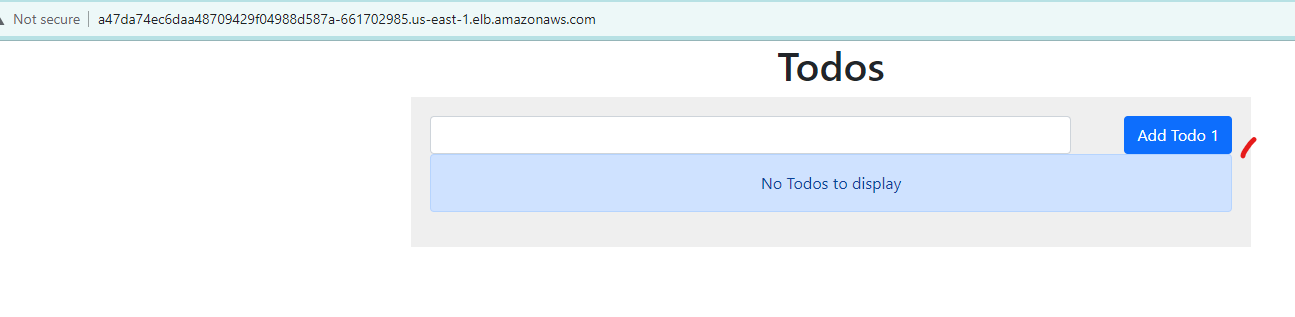 Not secure a47da74ec6daa48709429f04988d587a-661702985.us-east-1.elb.amazonaws.com
Todos
Add Todo 1
No Todos to display